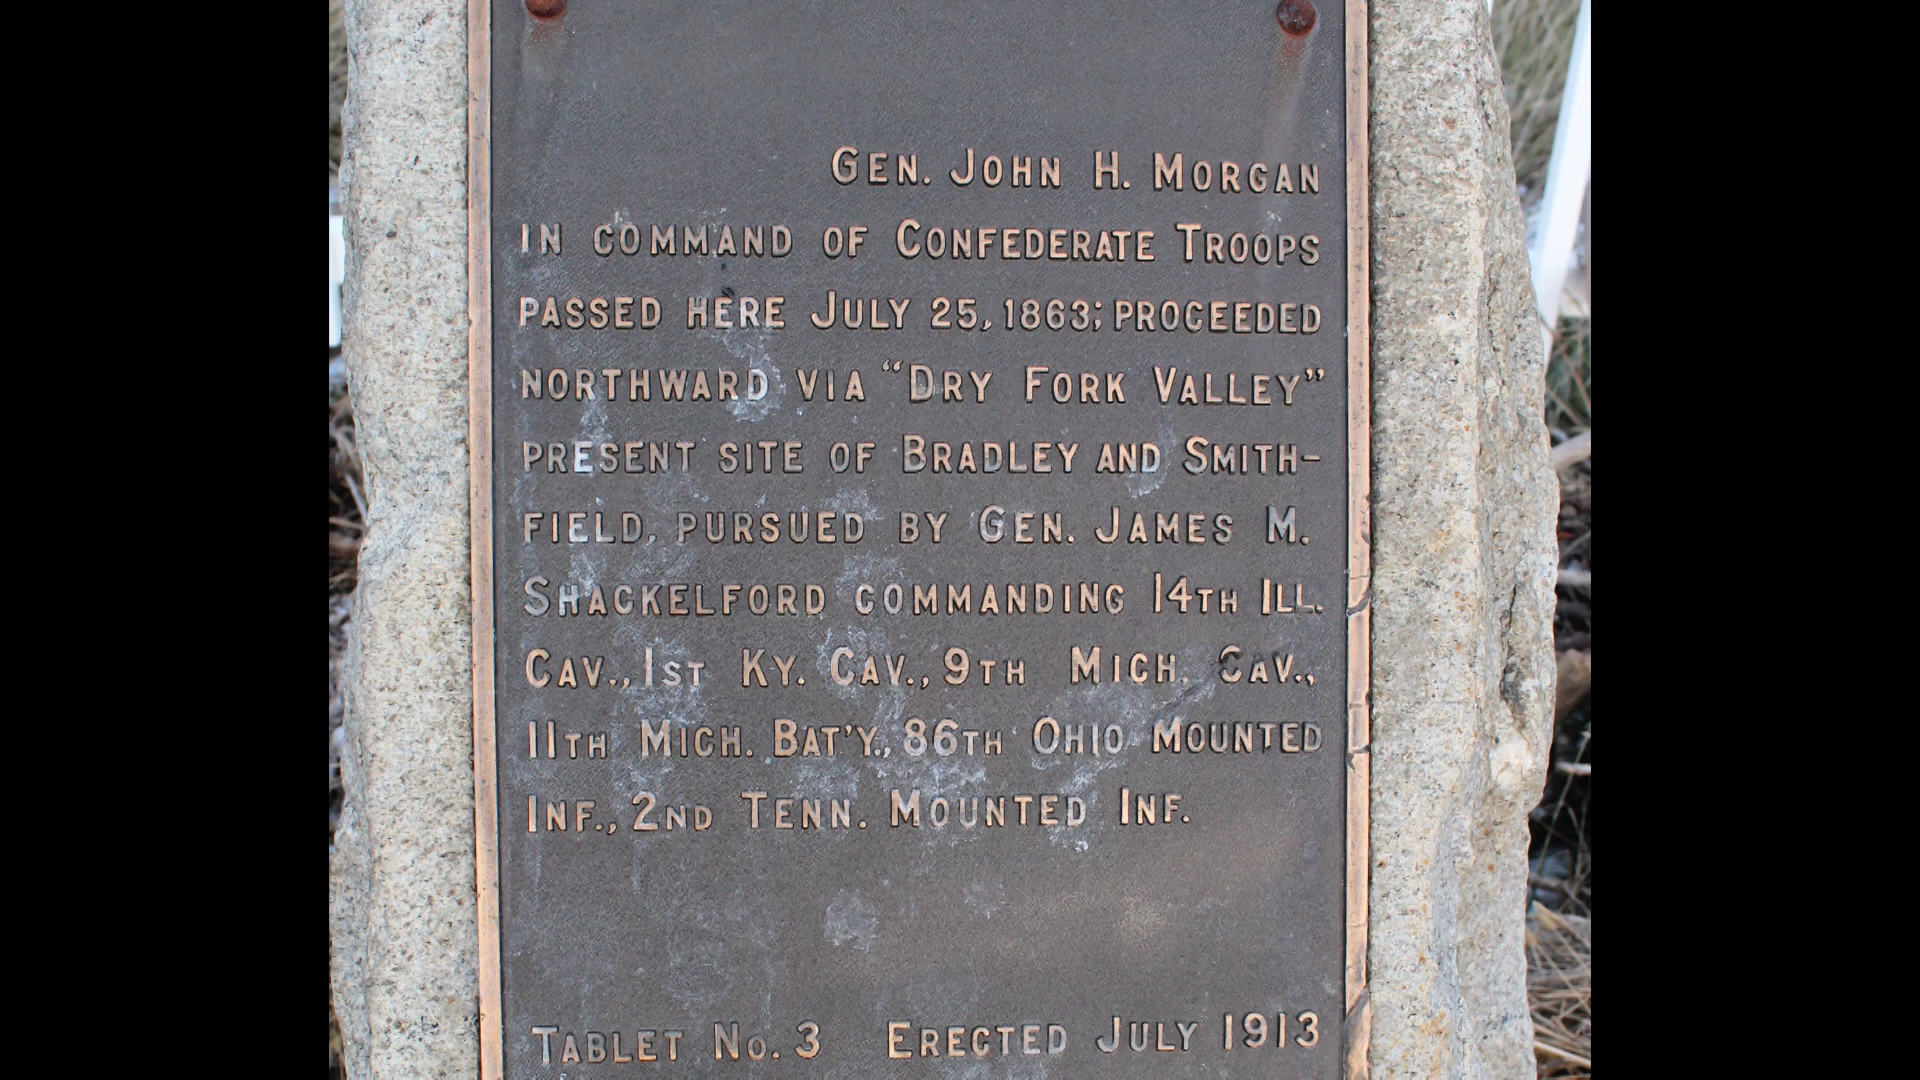 GEN. JOHN H. MORGAN
IN COMMAND OF CONFEDERATE TROOPS
PASSED HERE JULY 25, 1863; PROCEEDED
NORTHWARD VIA "DRY FORK VALLEY"
PRESENT SITE OF BRADLEY AND SMITH-
FIELD, PURSUED BY GEN. JAMES M.
SHACKELFORD COMMANDING 14TH ILL.
CAV., 1ST KY. CAV., 9TH MICH. CAV.,
11TH MICH. BAT'Y., 86TH OHIO MOUNTED
INF., 2ND TENN. MOUNTED INF.
TABLET NO. 3 ERECTED JULY 1913